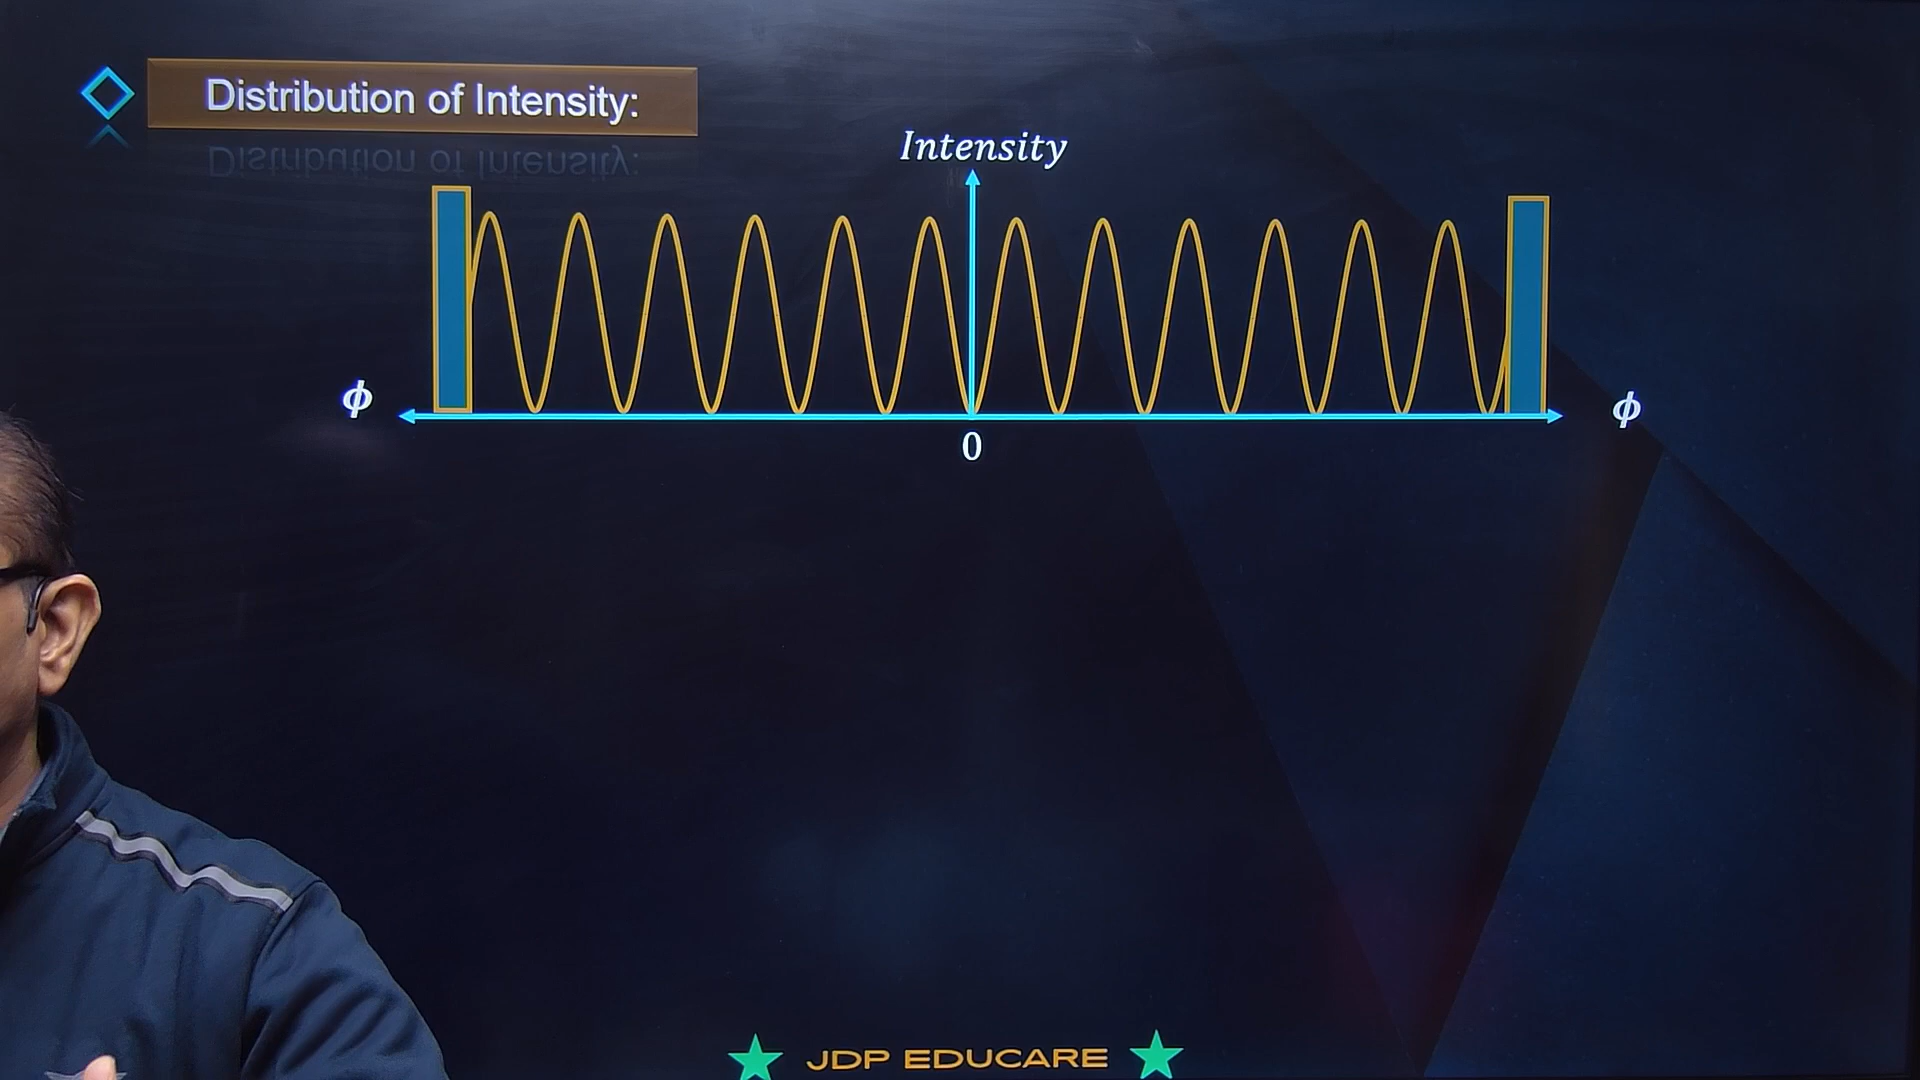 Distribution of Intensity:
Intensity
ϕ
ϕ
0
JDP EDUCARE